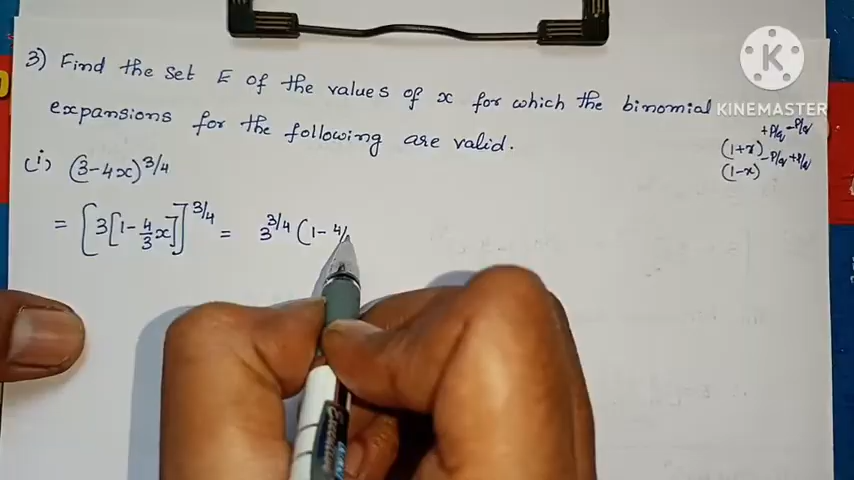 3) Find the Set E of the values of x for which the binomial
expansions for the following are valid.
K
KINEMASTER
(1+x)^{+P/q -P/q}
(1-x)^{-P/q +P/q}
(i) (3-4x)^{3/4}
= [3[1-\frac{4}{3}x]]^{3/4} = 3^{3/4} (1- 4/